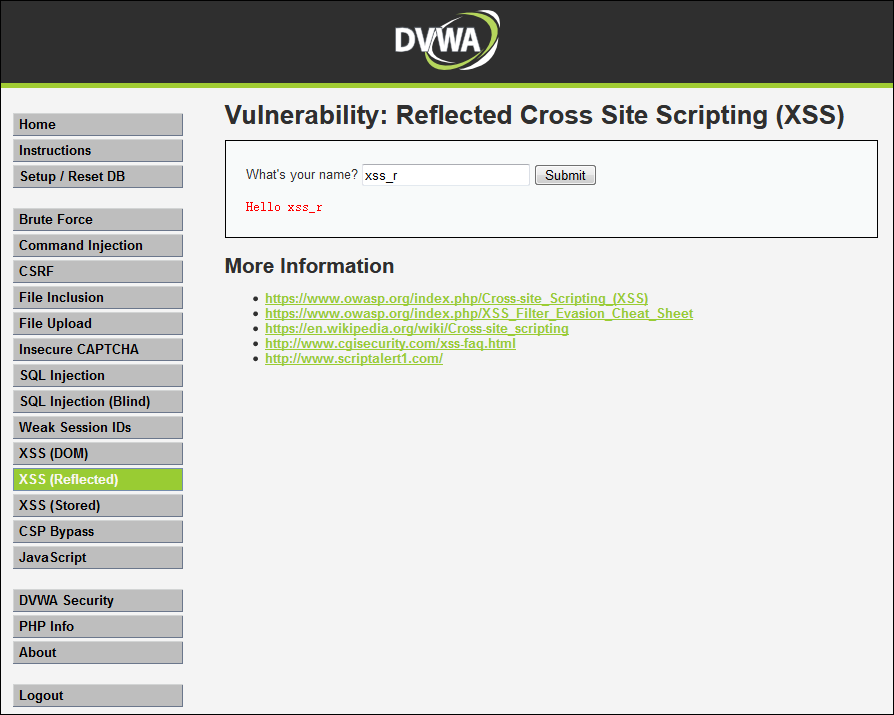 DVWA
Home
Instructions
Setup / Reset DB
Brute Force
Command Injection
CSRF
File Inclusion
File Upload
Insecure CAPTCHA
SQL Injection
SQL Injection (Blind)
Weak Session IDs
XSS (DOM)
XSS (Reflected)
XSS (Stored)
CSP Bypass
JavaScript
DVWA Security
PHP Info
About
Logout
Vulnerability: Reflected Cross Site Scripting (XSS)
What's your name? xss_r Submit
Hello xss_r
More Information
https://www.owasp.org/index.php/Cross-site_Scripting_(XSS)
https://www.owasp.org/index.php/XSS_Filter_Evasion_Cheat_Sheet
https://en.wikipedia.org/wiki/Cross-site_scripting
http://www.cgisecurity.com/xss-faq.html
http://www.scriptalert1.com/